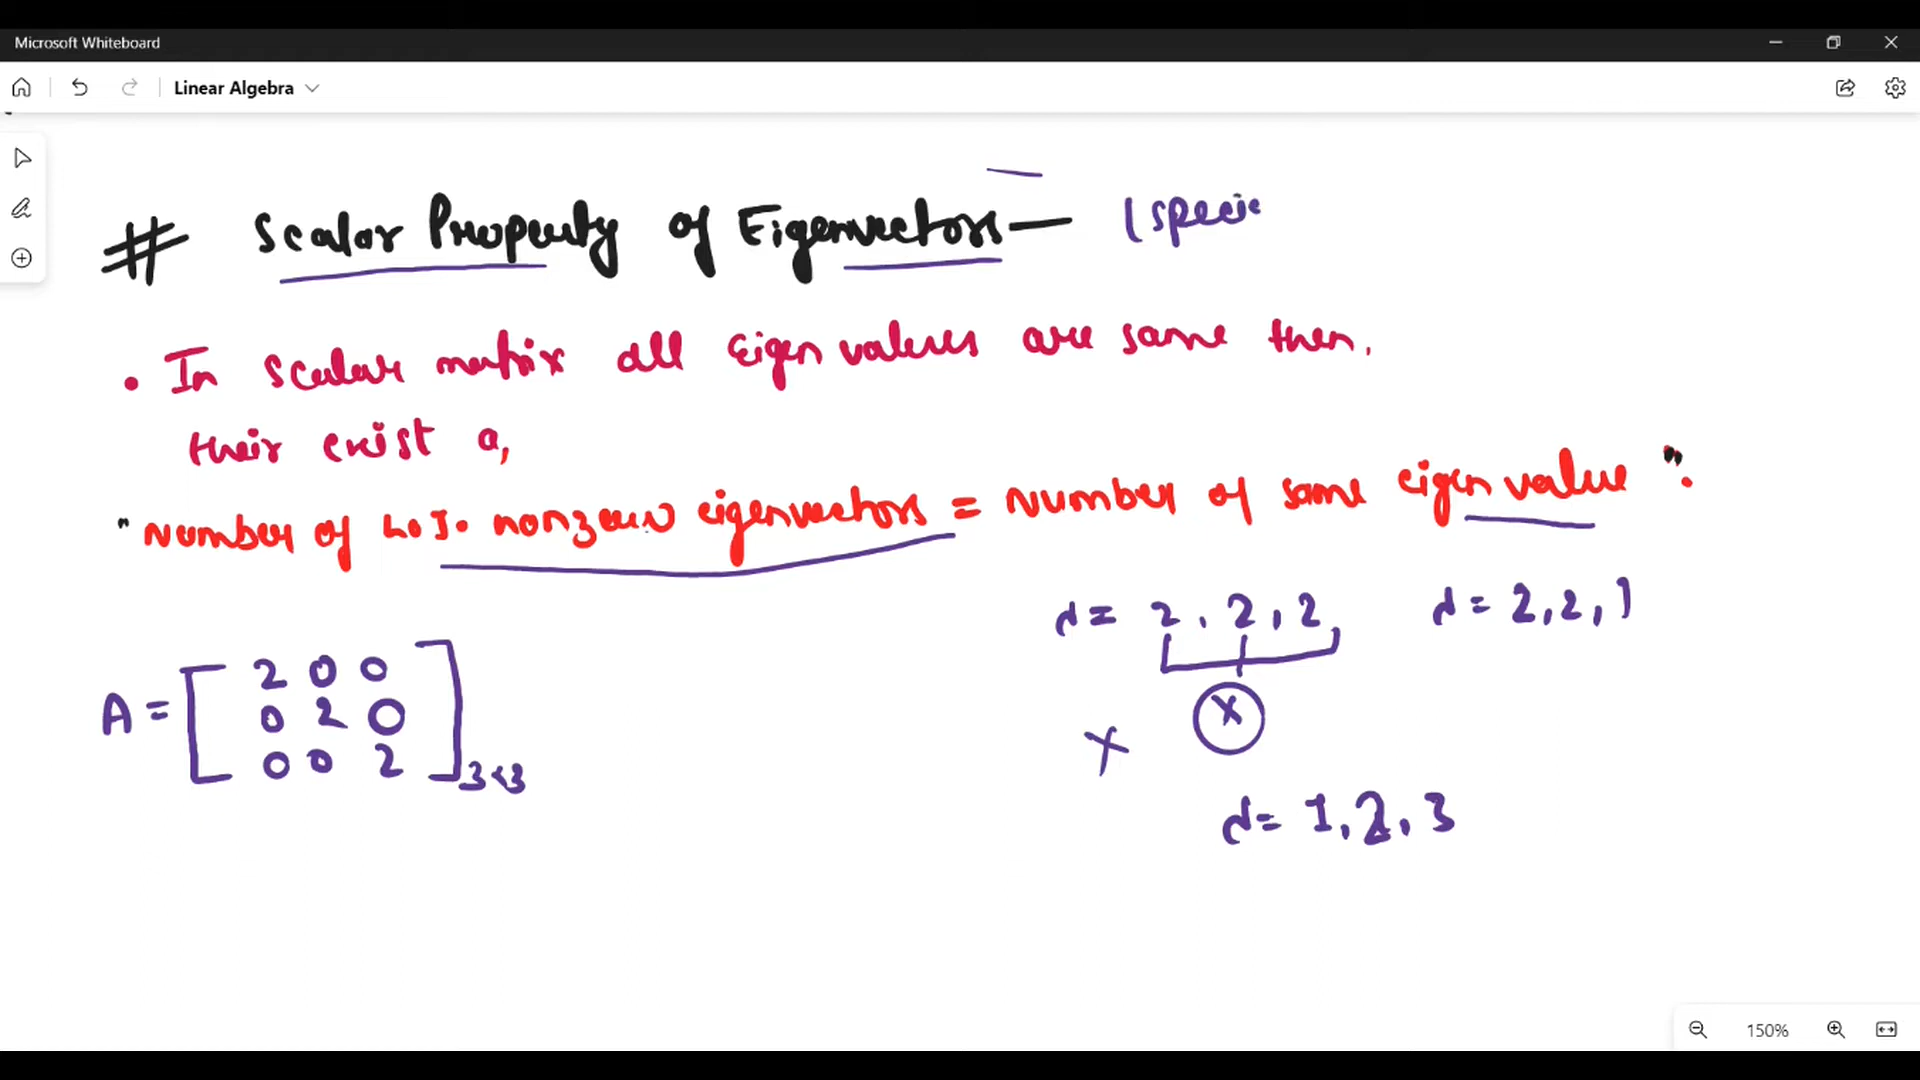 Microsoft Whiteboard
Linear Algebra
# Scalar Property of Eigenvectors — (specie
• In scalar matrix all eigen values are same then.
their exist a,
"Number of L.I. nonzero eigenvectors = Number of same eigen value".
λ = 2, 2, 2
λ = 2, 2, 1
A = [ 2 0 0
0 2 0
0 0 2 ] 3×3
X
X
λ = 1, 2, 3
150%